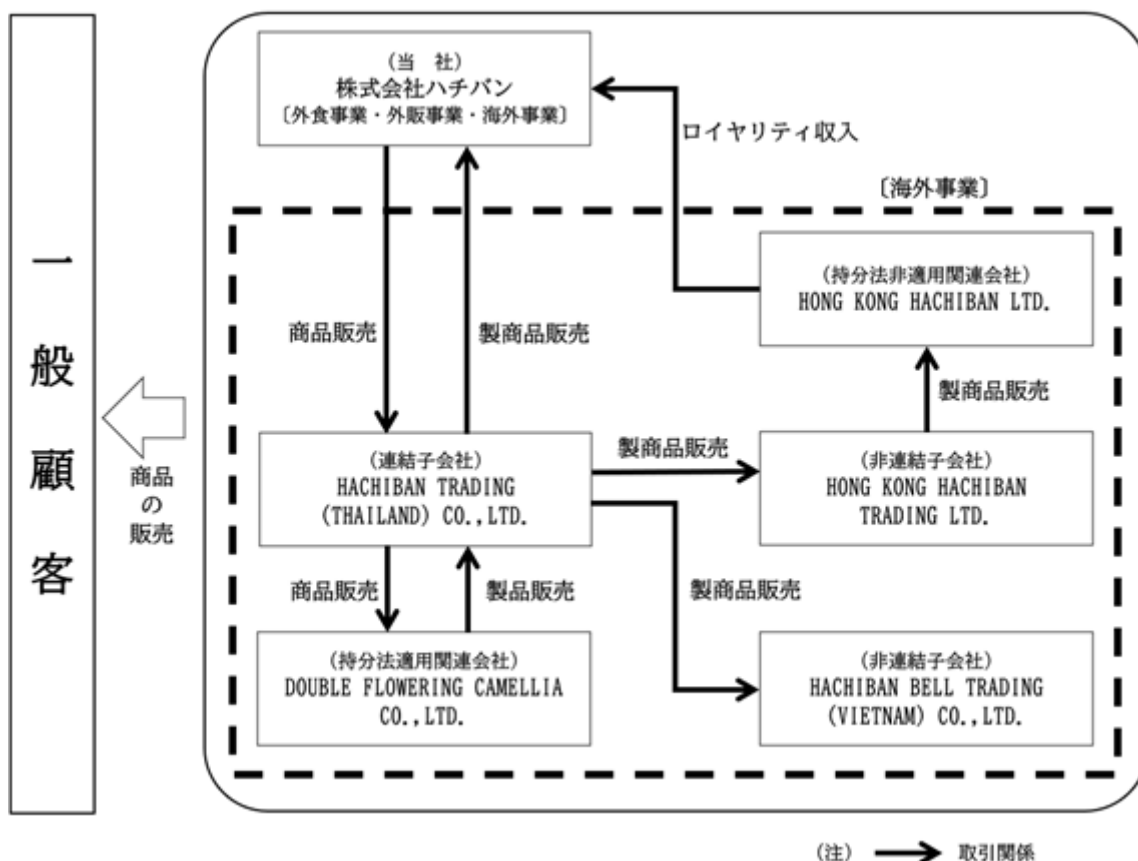 (当 社)
株式会社ハチバン
〔外食事業・外販事業・海外事業〕
ロイヤリティ収入
〔海外事業〕
(持分法非適用関連会社)
HONG KONG HACHIBAN LTD.
商品販売
製商品販売
製商品販売
一般顧客
商品
の
販売
(連結子会社)
HACHIBAN TRADING
(THAILAND) CO.,LTD.
製商品販売
(非連結子会社)
HONG KONG HACHIBAN
TRADING LTD.
商品販売
製品販売
製商品販売
(持分法適用関連会社)
DOUBLE FLOWERING CAMELLIA
CO.,LTD.
(非連結子会社)
HACHIBAN BELL TRADING
(VIETNAM) CO.,LTD.
(注) 取引関係